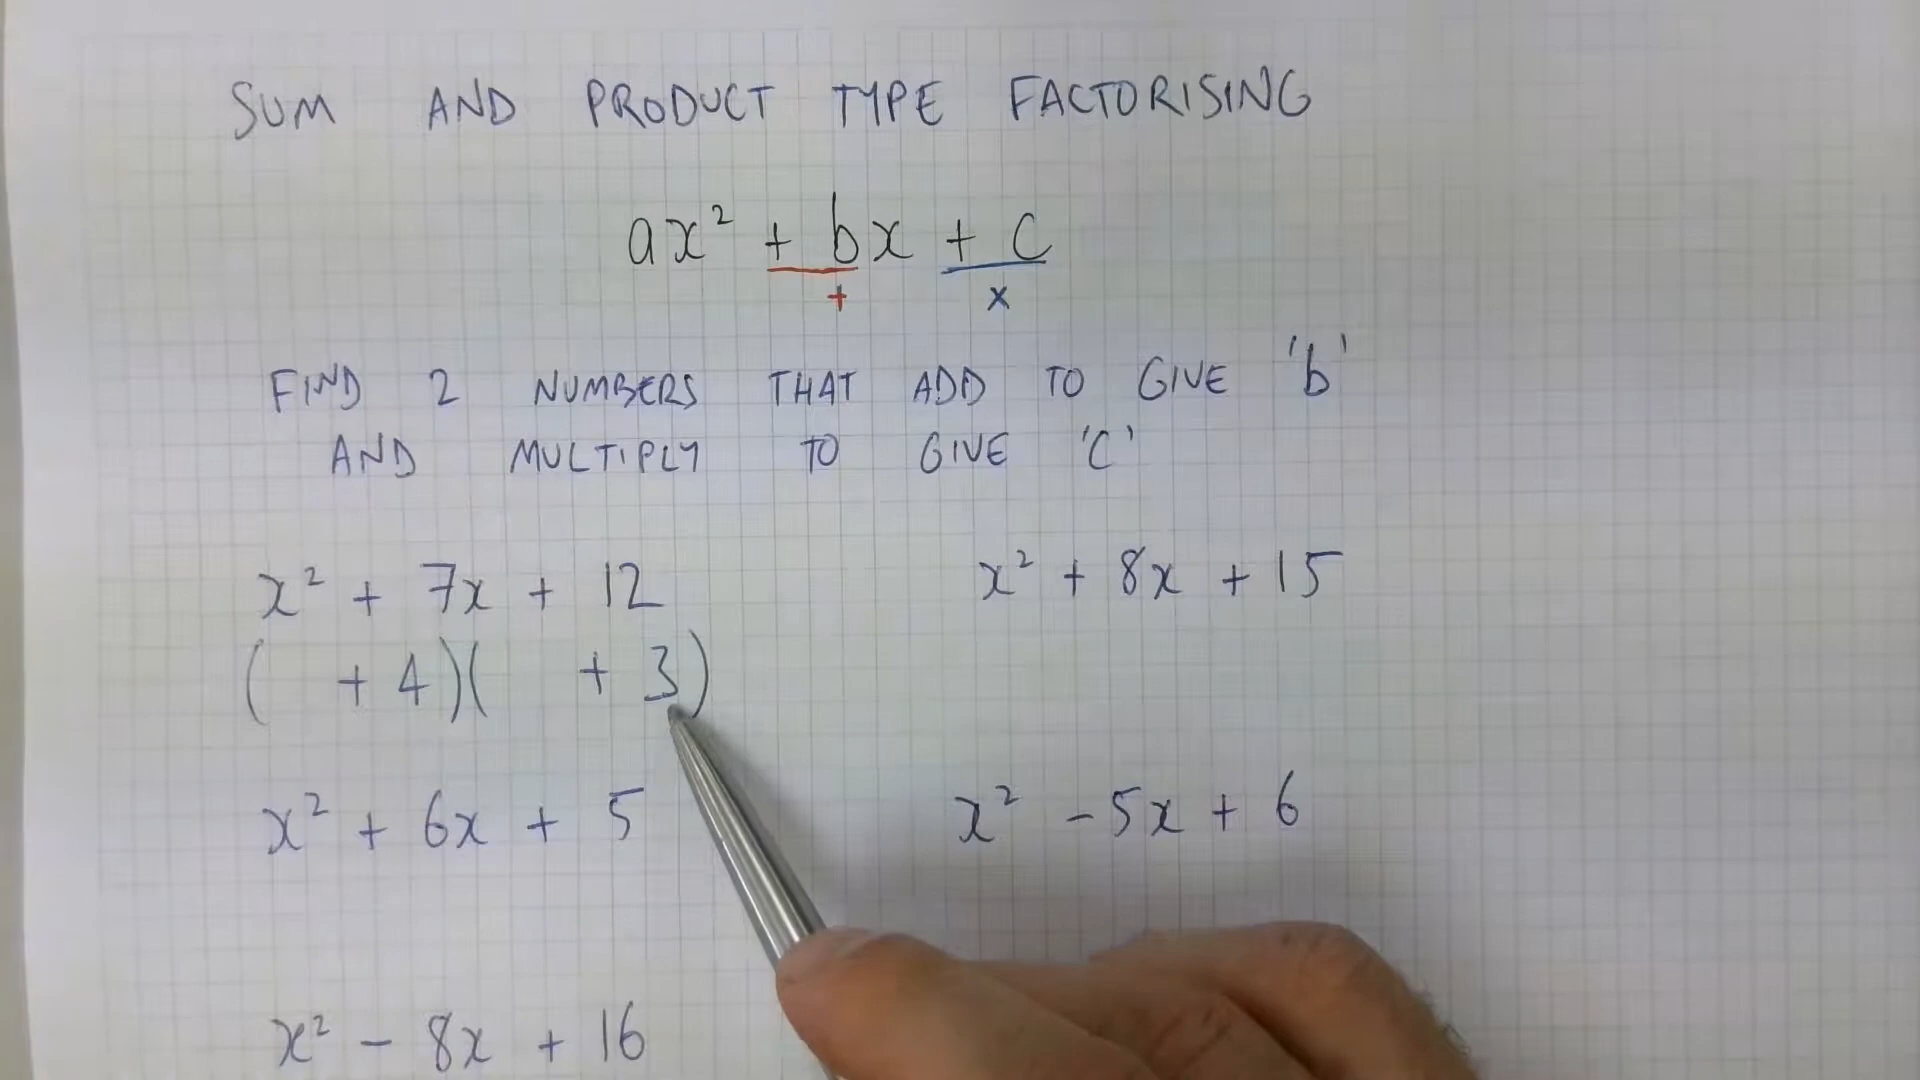 SUM AND PRODUCT TYPE FACTORISING
ax² + bx + c
+ x
FIND 2 NUMBERS THAT ADD TO GIVE 'b'
AND MULTIPLY TO GIVE 'C'
x² + 7x + 12
( + 4)( + 3)
x² + 8x + 15
x² + 6x + 5
x² - 5x + 6
x² - 8x + 16